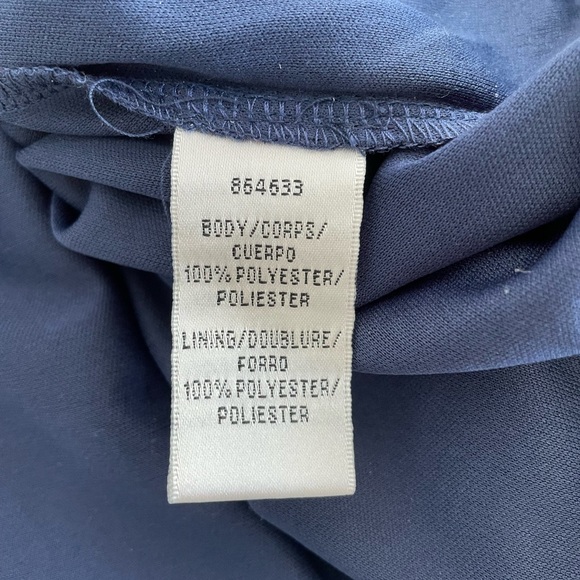 864633
BODY/CORPS/
CUERPO
100% POLYESTER/
POLIESTER
LINING/DOUBLURE/
FORRO
100% POLYESTER/
POLIESTER